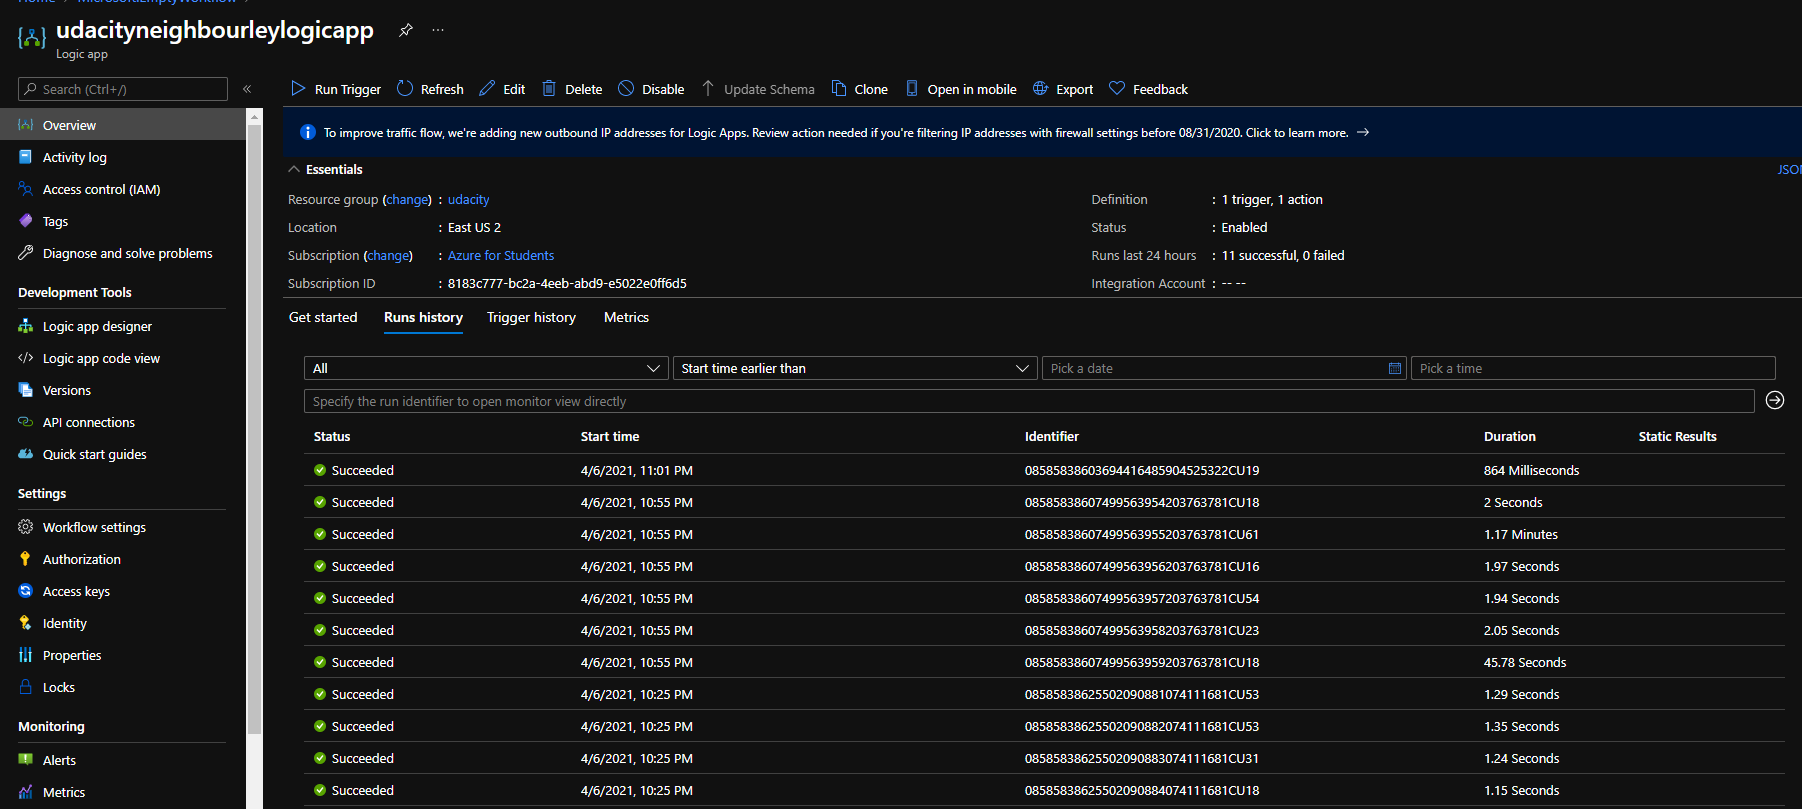 Home > MicrosoftEmptyWorkflow >
udacityneighbourleylogicapp
Logic app
Search (Ctrl+/)
Overview
Activity log
Access control (IAM)
Tags
Diagnose and solve problems
Development Tools
Logic app designer
Logic app code view
Versions
API connections
Quick start guides
Settings
Workflow settings
Authorization
Access keys
Identity
Properties
Locks
Monitoring
Alerts
Metrics
Run Trigger Refresh Edit Delete Disable Update Schema Clone Open in mobile Export Feedback
To improve traffic flow, we're adding new outbound IP addresses for Logic Apps. Review action needed if you're filtering IP addresses with firewall settings before 08/31/2020. Click to learn more. →
Essentials
JSON
Resource group (change) : udacity
Location : East US 2
Subscription (change) : Azure for Students
Subscription ID : 8183c777-bc2a-4eeb-abd9-e5022e0ff6d5
Definition : 1 trigger, 1 action
Status : Enabled
Runs last 24 hours : 11 successful, 0 failed
Integration Account : -- --
Get started Runs history Trigger history Metrics
All Start time earlier than Pick a date Pick a time
Specify the run identifier to open monitor view directly
Status Start time Identifier Duration Static Results
Succeeded 4/6/2021, 11:01 PM 08585838603694416485904525322CU19 864 Milliseconds
Succeeded 4/6/2021, 10:55 PM 08585838607499563954203763781CU18 2 Seconds
Succeeded 4/6/2021, 10:55 PM 08585838607499563955203763781CU61 1.17 Minutes
Succeeded 4/6/2021, 10:55 PM 08585838607499563956203763781CU16 1.97 Seconds
Succeeded 4/6/2021, 10:55 PM 08585838607499563957203763781CU54 1.94 Seconds
Succeeded 4/6/2021, 10:55 PM 08585838607499563958203763781CU23 2.05 Seconds
Succeeded 4/6/2021, 10:55 PM 08585838607499563959203763781CU18 45.78 Seconds
Succeeded 4/6/2021, 10:25 PM 08585838625502090881074111681CU53 1.29 Seconds
Succeeded 4/6/2021, 10:25 PM 08585838625502090882074111681CU53 1.35 Seconds
Succeeded 4/6/2021, 10:25 PM 08585838625502090883074111681CU31 1.24 Seconds
Succeeded 4/6/2021, 10:25 PM 08585838625502090884074111681CU18 1.15 Seconds